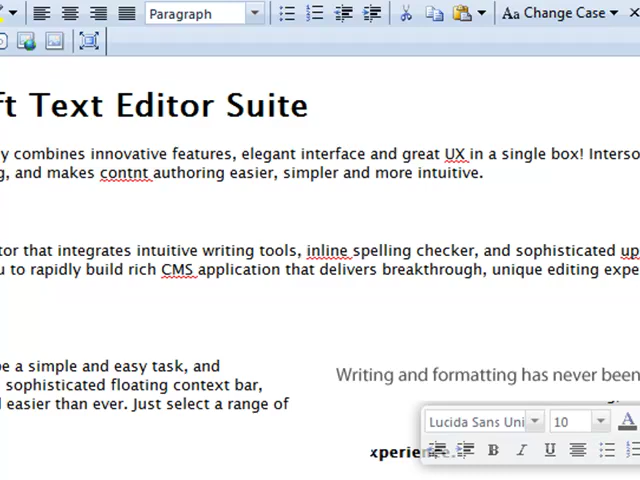 Paragraph
Aa Change Case
ft Text Editor Suite
y combines innovative features, elegant interface and great UX in a single box! Interso
g, and makes contnt authoring easier, simpler and more intuitive.
tor that integrates intuitive writing tools, inline spelling checker, and sophisticated up
u to rapidly build rich CMS application that delivers breakthrough, unique editing expe
be a simple and easy task, and
sophisticated floating context bar,
d easier than ever. Just select a range of
Writing and formatting has never been
Lucida Sans Uni 10 A
xperience.
B I U